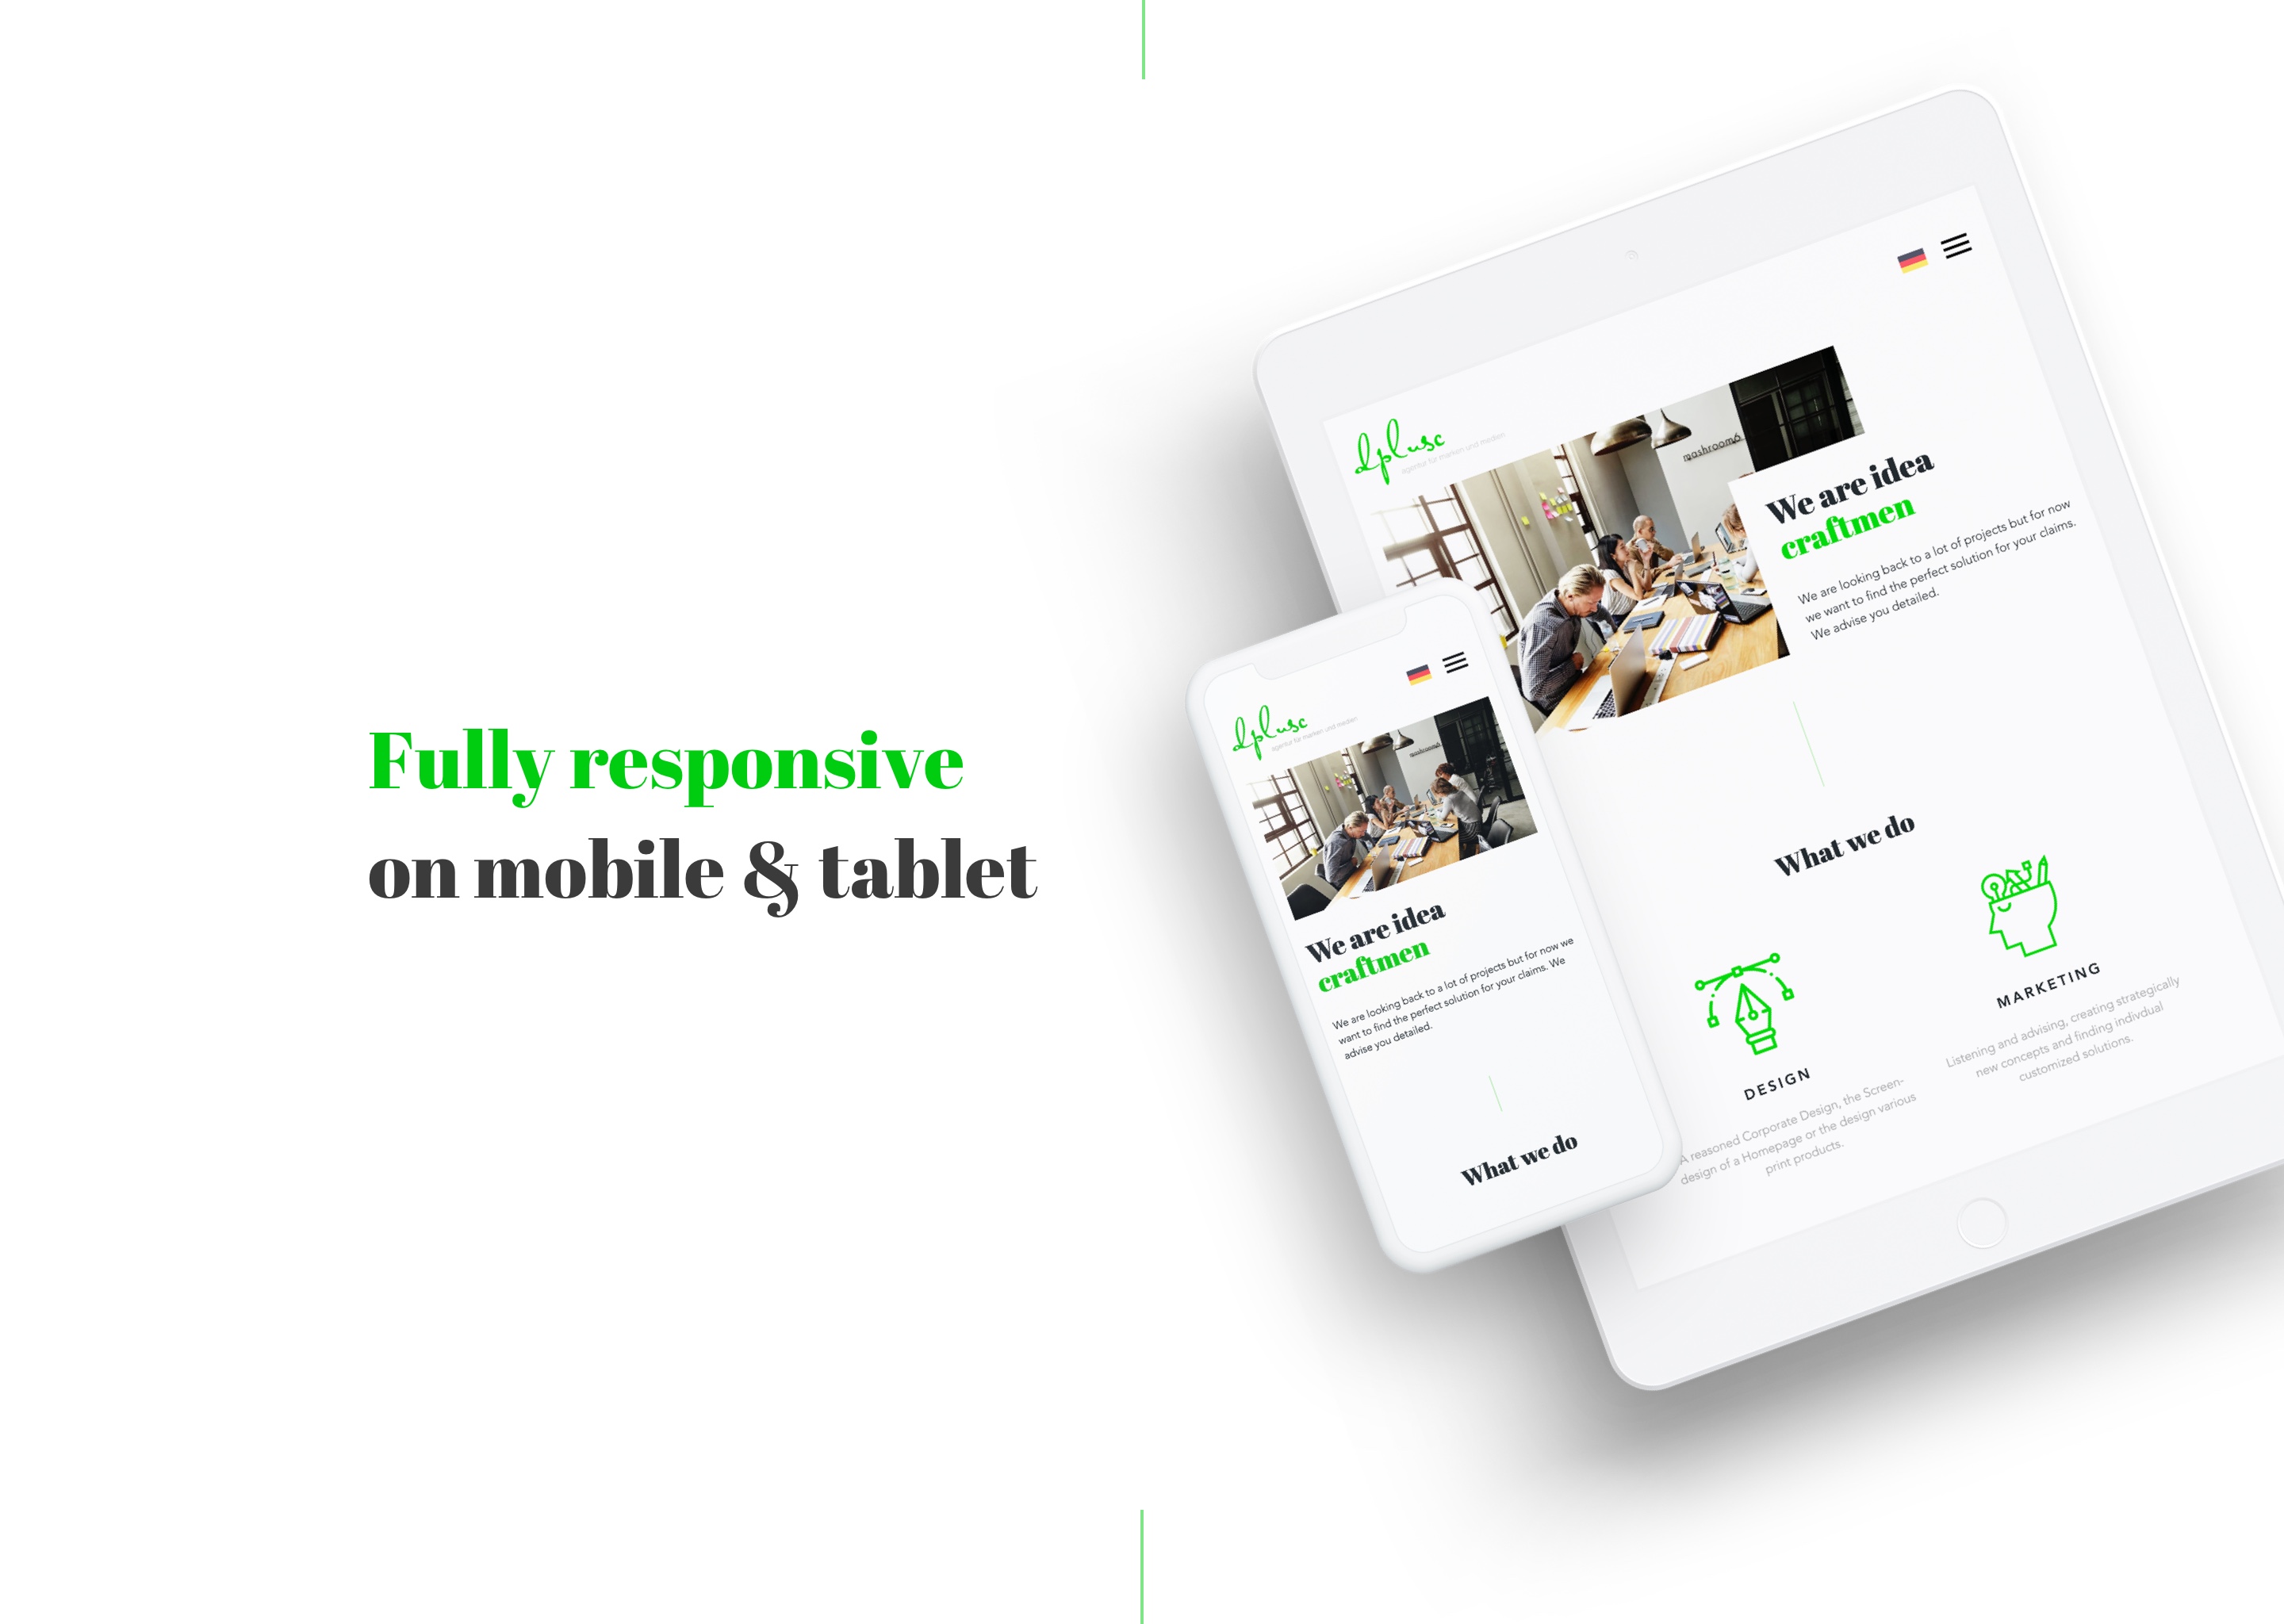 Fully responsive
on mobile & tablet
dplusc
agentur für marken und medien
mashroom6
We are idea
craftmen
We are looking back to a lot of projects but for now
we want to find the perfect solution for your claims.
We advise you detailed.
What we do
DESIGN
A reasoned Corporate Design, the Screen-
design of a Homepage or the design various
print products.
MARKETING
Listening and advising, creating strategically
new concepts and finding indivdual
customized solutions.
dplusc
agentur für marken und medien
We are idea
craftmen
We are looking back to a lot of projects but for now we
want to find the perfect solution for your claims. We
advise you detailed.
What we do